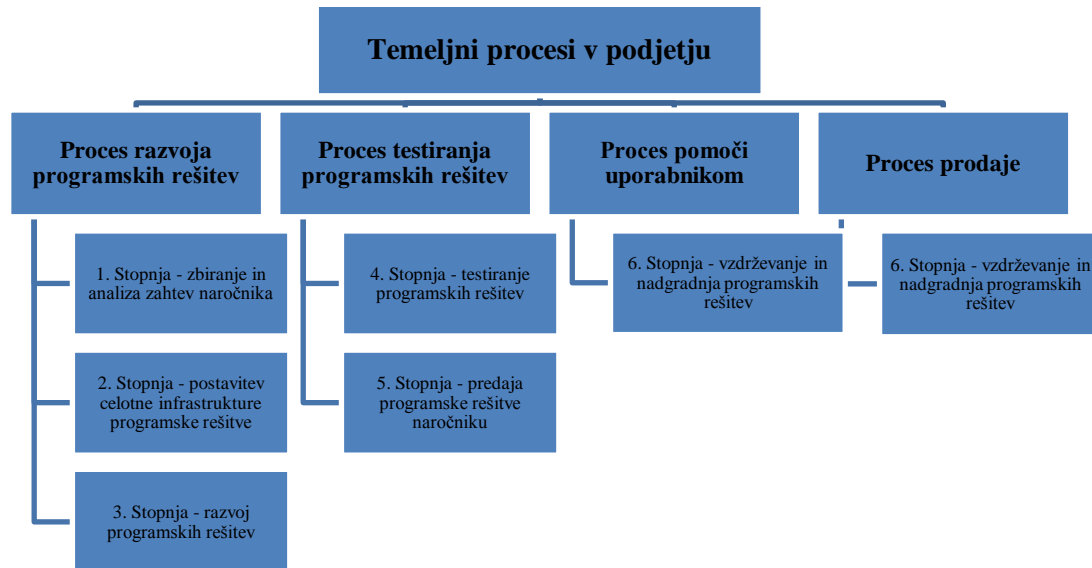 Temeljni procesi v podjetju
Proces razvoja
programskih rešitev
Proces testiranja
programskih rešitev
Proces pomoči
uporabnikom
Proces prodaje
1. Stopnja - zbiranje in
analiza zahtev naročnika
2. Stopnja - postavitev
celotne infrastrukture
programske rešitve
3. Stopnja - razvoj
programskih rešitev
4. Stopnja - testiranje
programskih rešitev
5. Stopnja - predaja
programske rešitve
naročniku
6. Stopnja - vzdrževanje in
nadgradnja programskih
rešitev
6. Stopnja - vzdrževanje in
nadgradnja programskih
rešitev